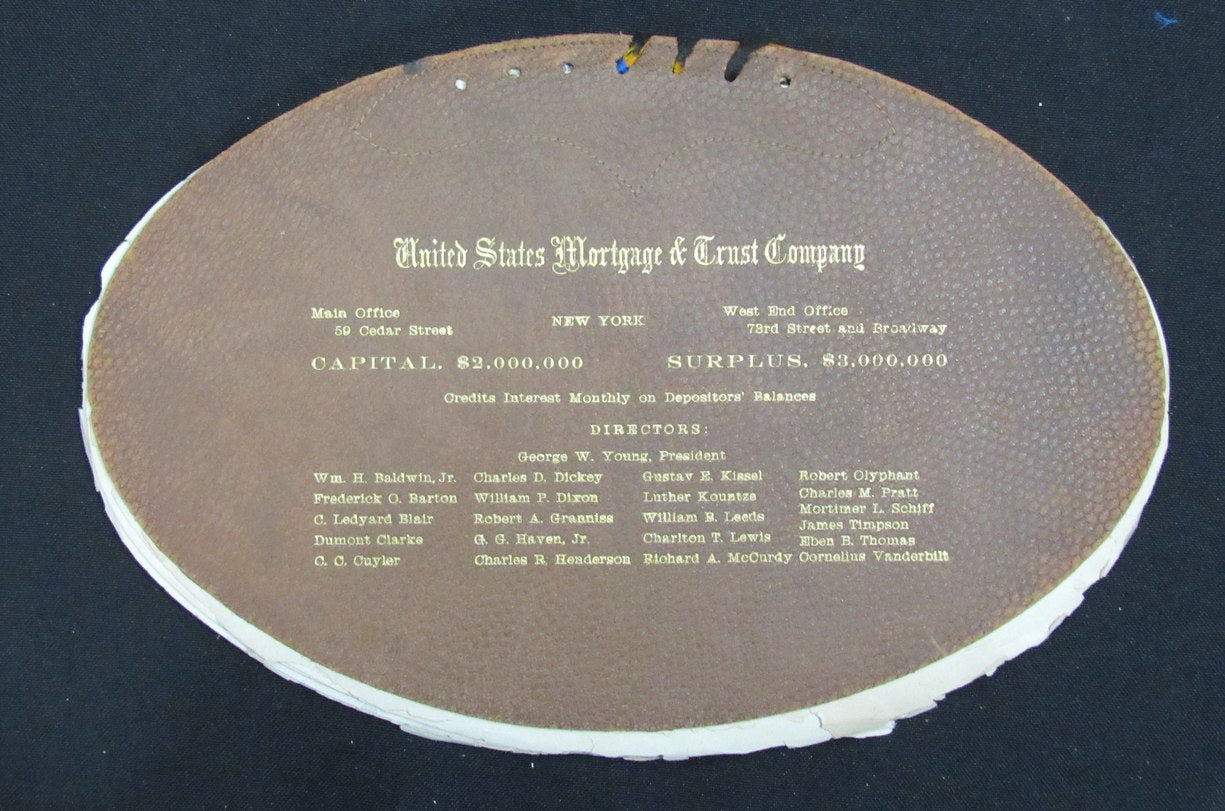 United States Mortgage & Trust Company
Main Office
59 Cedar Street
NEW YORK
West End Office
73rd Street and Broadway
CAPITAL, $2,000,000 SURPLUS, $3,000,000
Credits Interest Monthly on Depositors' Balances
DIRECTORS:
George W. Young, President
Wm. H. Baldwin, Jr.
Frederick O. Barton
C. Ledyard Blair
Dumont Clarke
C. C. Cuyler
Charles D. Dickey
William P. Dixon
Robert A. Granniss
G. G. Haven, Jr.
Charles R. Henderson
Gustav E. Kissel
Luther Kountze
William B. Leeds
Charlton T. Lewis
Richard A. McCurdy
Robert Olyphant
Charles M. Pratt
Mortimer L. Schiff
James Timpson
Eben B. Thomas
Cornelius Vanderbilt